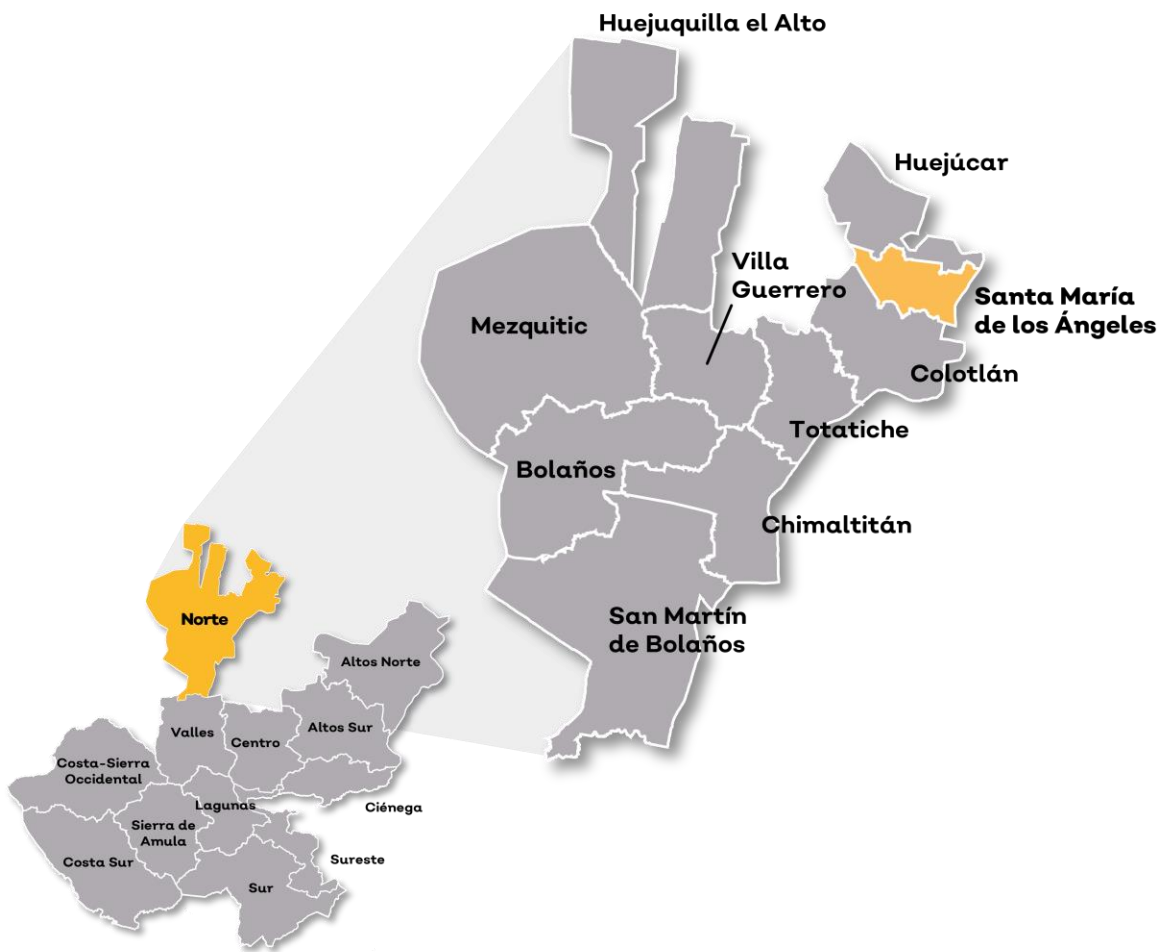 Huejuquilla el Alto
Huejúcar
Villa
Guerrero
Santa María
de los Ángeles
Mezquitic
Colotlán
Totatiche
Bolaños
Chimaltitán
San Martín
de Bolaños
Norte
Altos Norte
Valles
Centro
Altos Sur
Costa-Sierra
Occidental
Lagunas
Ciénega
Sierra de
Amula
Costa Sur
Sureste
Sur